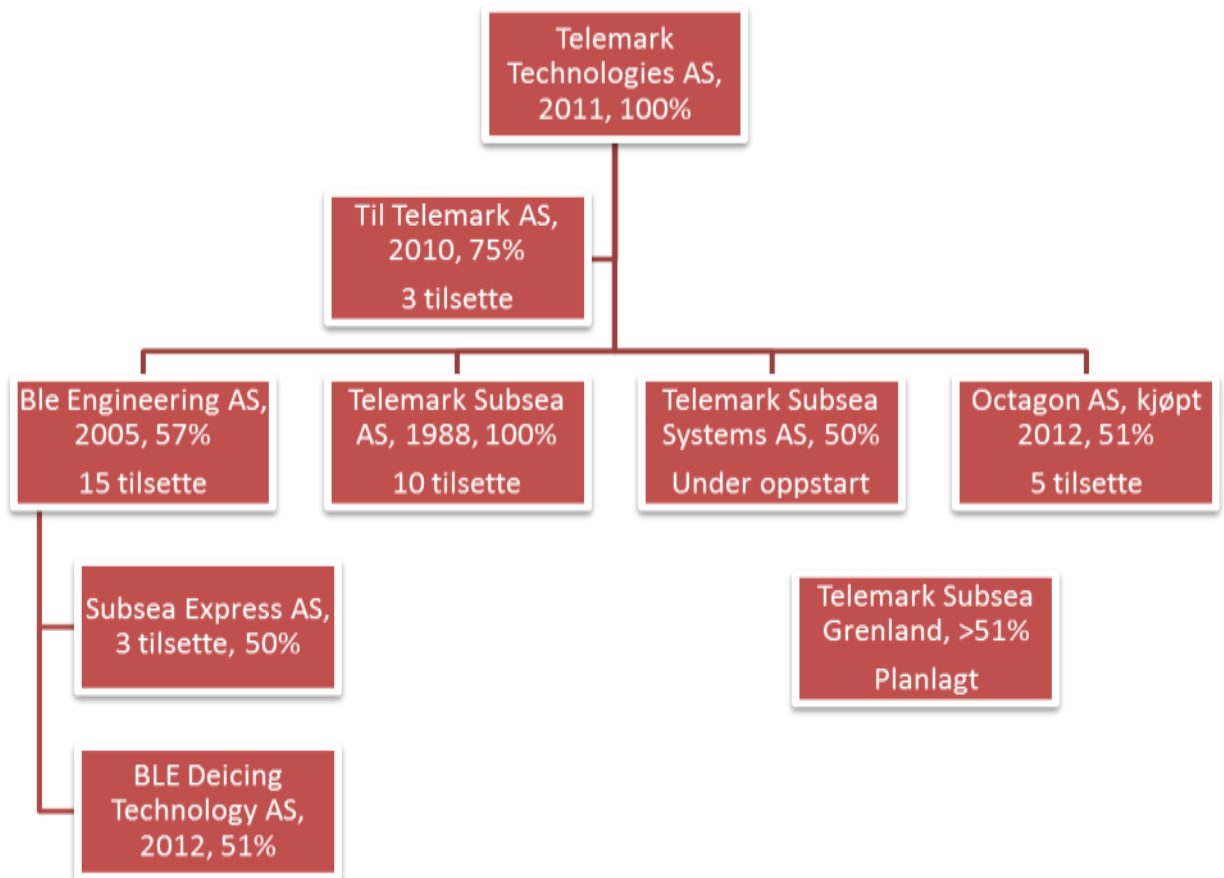 Telemark
Technologies AS,
2011, 100%
Til Telemark AS,
2010, 75%
3 tilsette
Ble Engineering AS,
2005, 57%
15 tilsette
Telemark Subsea
AS, 1988, 100%
10 tilsette
Telemark Subsea
Systems AS, 50%
Under oppstart
Octagon AS, kjøpt
2012, 51%
5 tilsette
Subsea Express AS,
3 tilsette, 50%
Telemark Subsea
Grenland, >51%
Planlagt
BLE Deicing
Technology AS,
2012, 51%